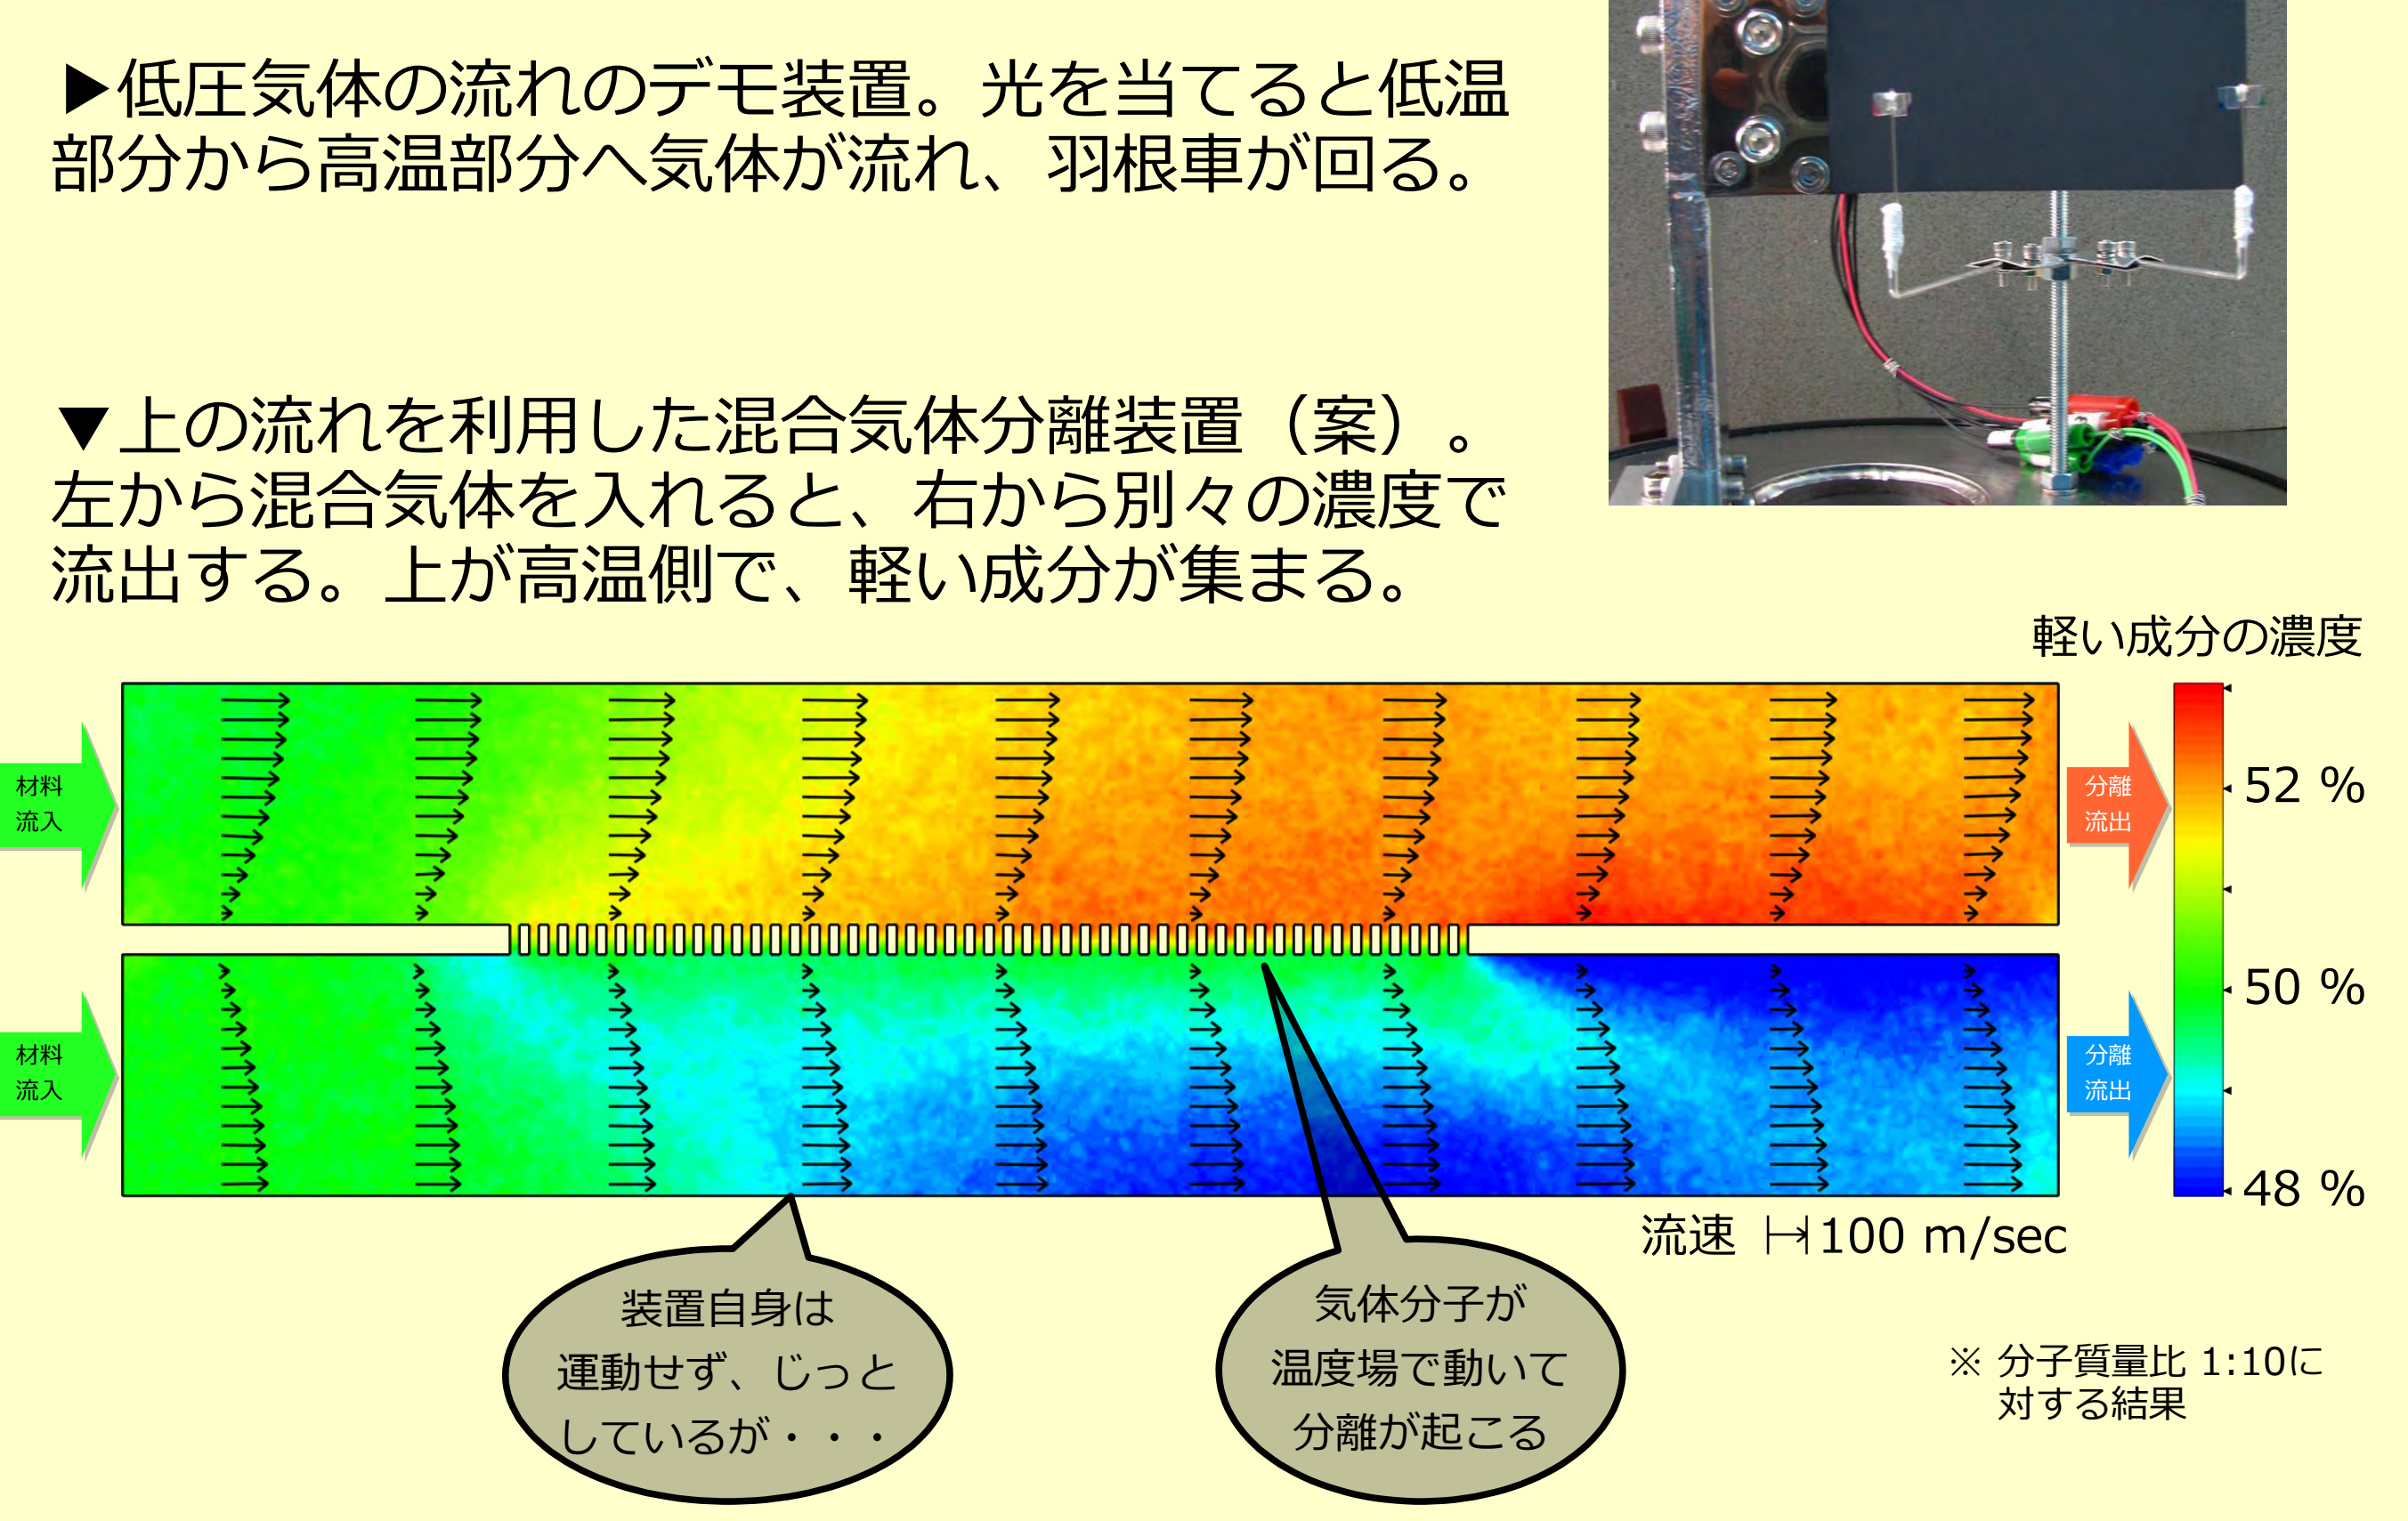 ▶低圧気体の流れのデモ装置。光を当てると低温
部分から高温部分へ気体が流れ、羽根車が回る。
▼上の流れを利用した混合気体分離装置（案）。
左から混合気体を入れると、右から別々の濃度で
流出する。上が高温側で、軽い成分が集まる。
軽い成分の濃度
材料
流入
分離
流出
52 %
50 %
材料
流入
分離
流出
48 %
流速 100 m/sec
装置自身は
運動せず、じっと
しているが・・・
気体分子が
温度場で動いて
分離が起こる
※ 分子質量比 1:10に
対する結果